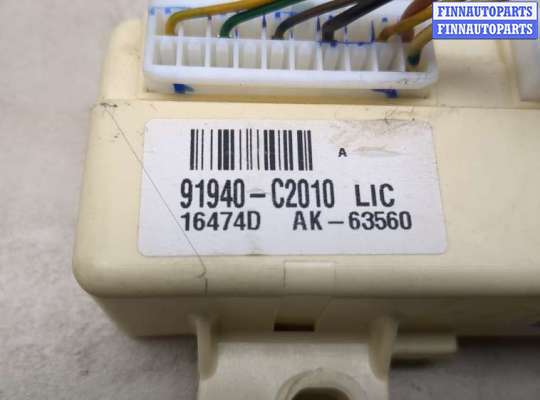 FINNAUTOPARTS
FINNAUTOPARTS
A
91940-C2010 LIC
16474D AK-63560